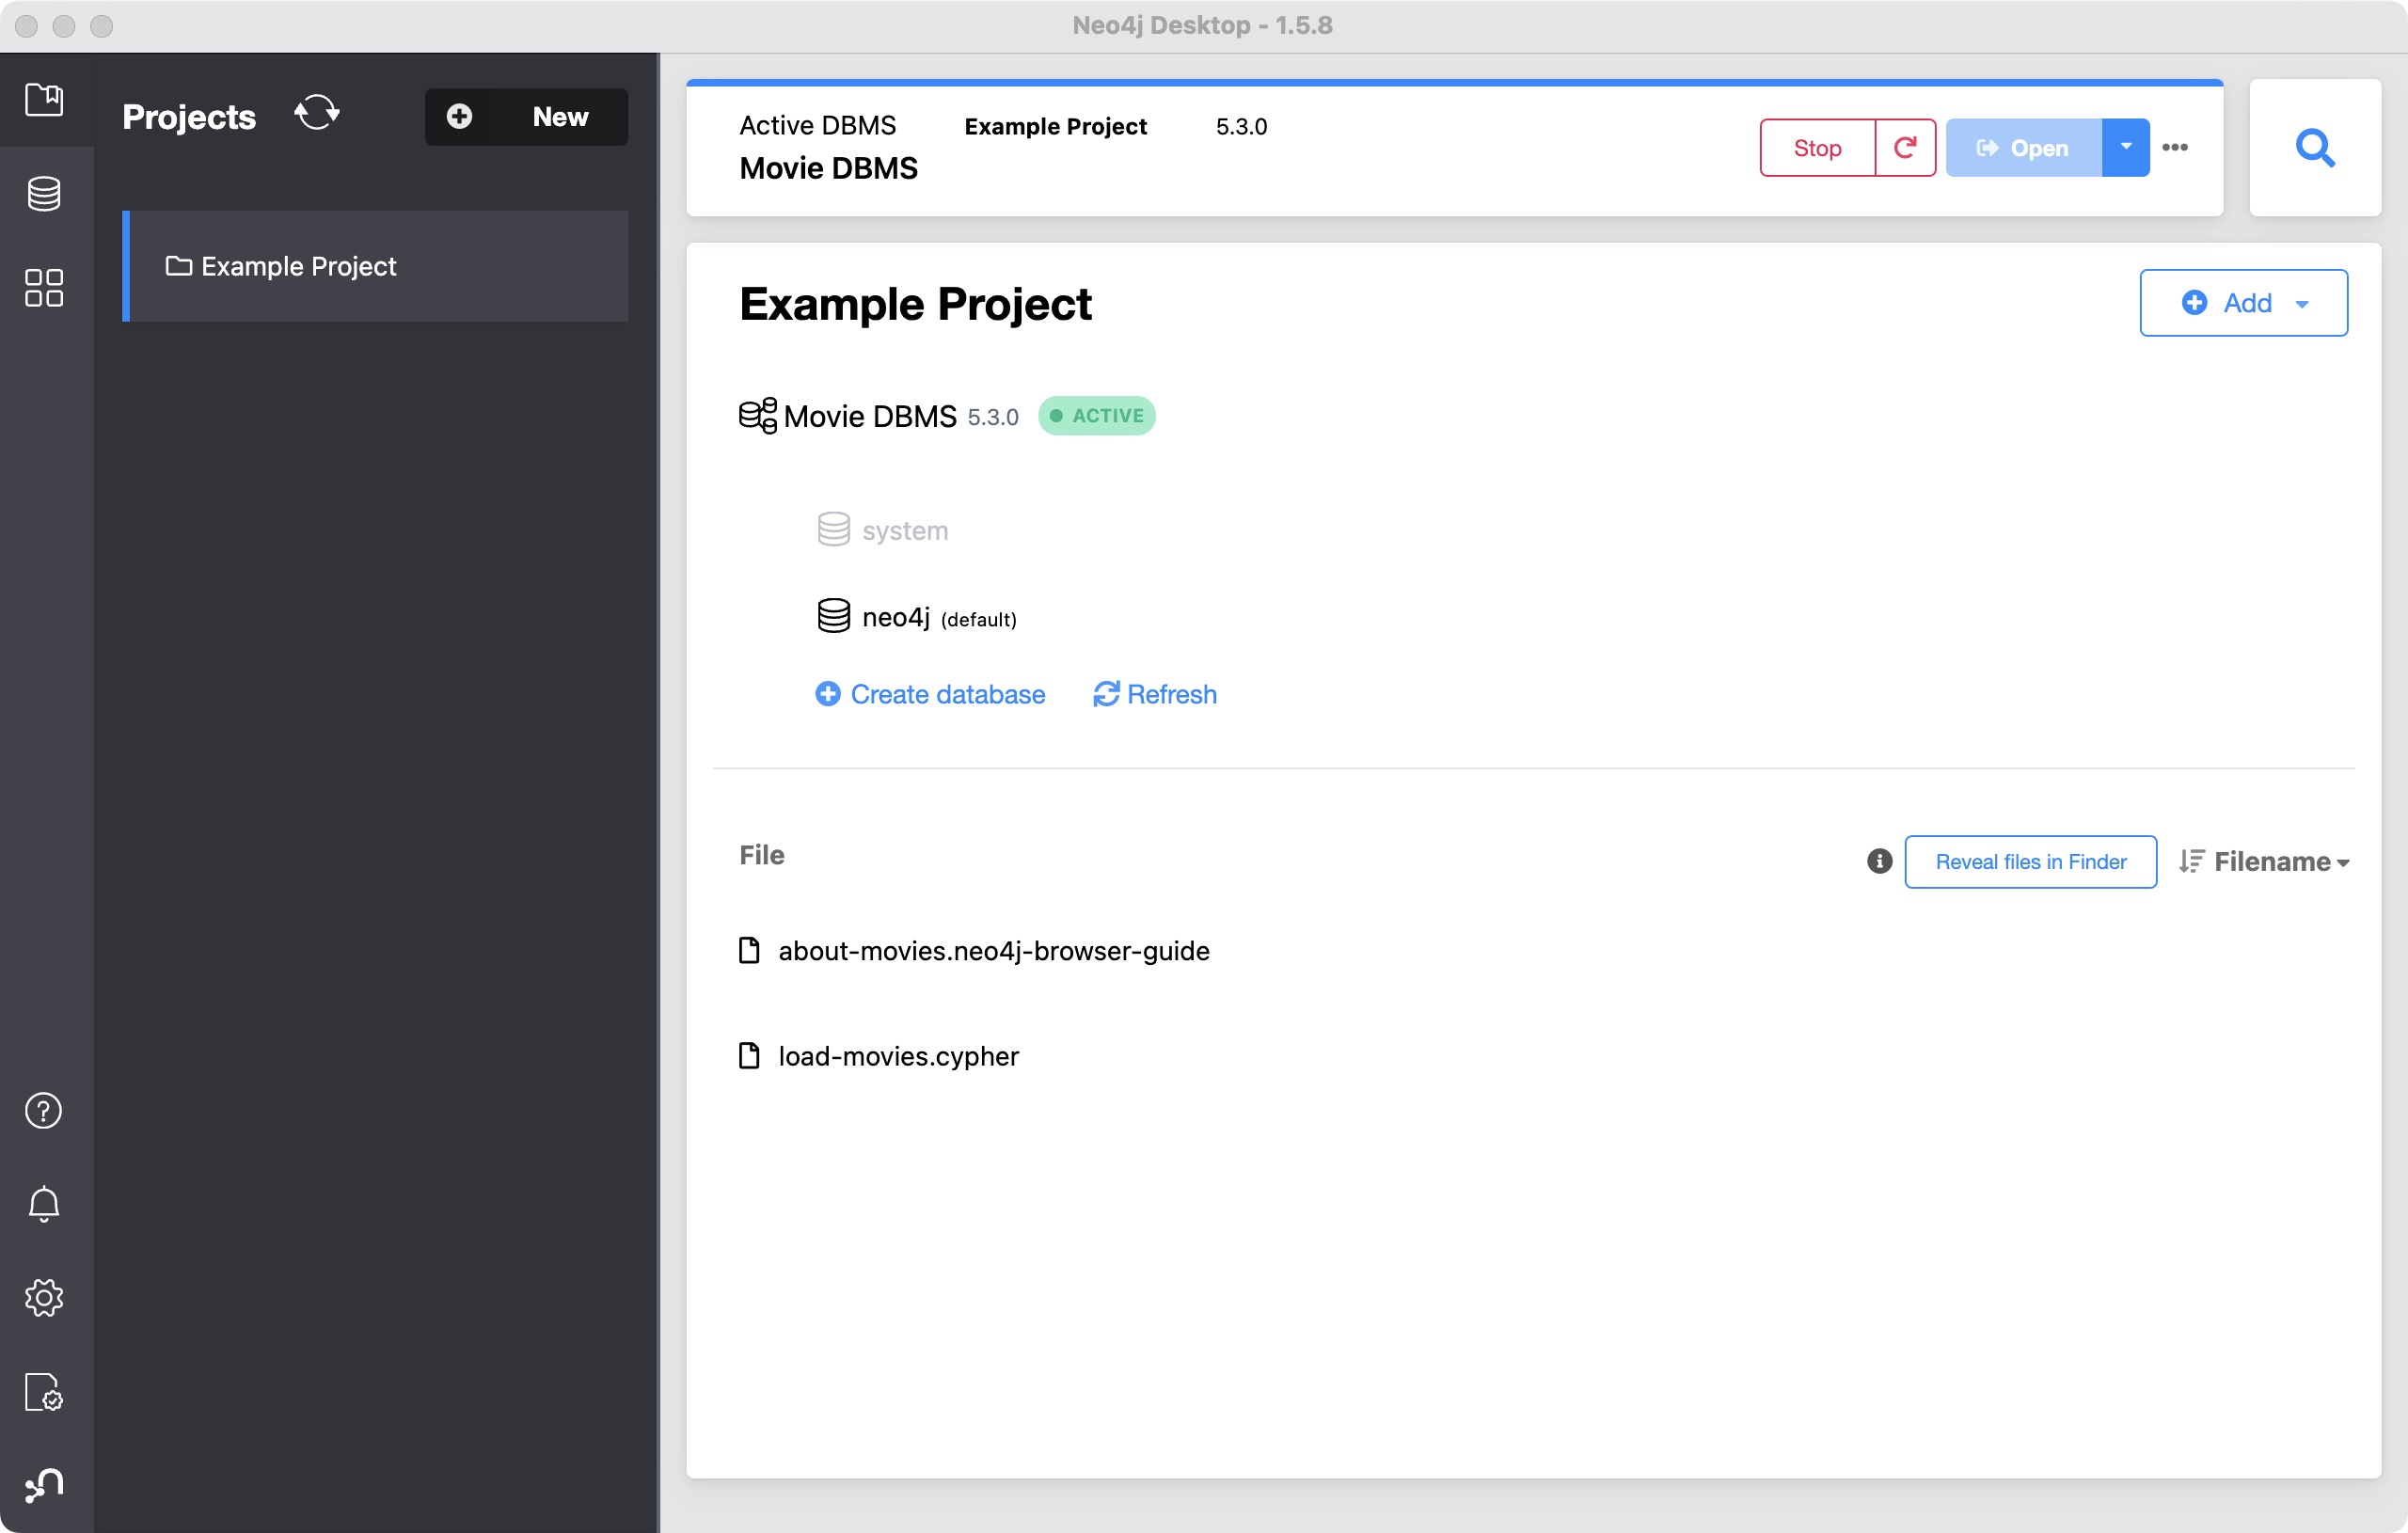 Neo4j Desktop - 1.5.8
Projects
New
Example Project
Active DBMS
Example Project
5.3.0
Movie DBMS
Stop
Open
Example Project
Add
Movie DBMS 5.3.0 ACTIVE
system
neo4j (default)
Create database
Refresh
File
Reveal files in Finder
Filename
about-movies.neo4j-browser-guide
load-movies.cypher